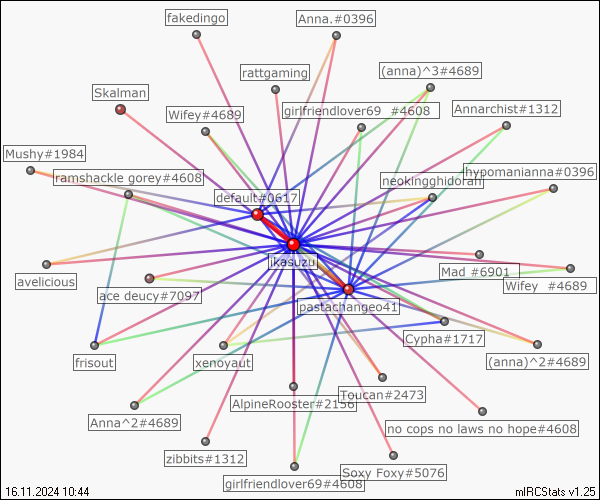 fakedingo
Anna.#0396
rattgaming
(anna)^3#4689
Skalman
Wifey#4689
girlfriendlover69 #4608
Annarchist#1312
Mushy#1984
ramshackle gorey#4608
neokingghidorah
hypomanianna#0396
default#0617
ikasuzu
Mad #6901
Wifey #4689
avelicious
ace deucy#7097
pastachangeo41
Cypha#1717
frisout
xenoyaut
(anna)^2#4689
AlpineRooster#2156
Toucan#2473
Anna^2#4689
no cops no laws no hope#4608
zibbits#1312
Soxy Foxy#5076
girlfriendlover69#4608
16.11.2024 10:44
mIRCStats v1.25